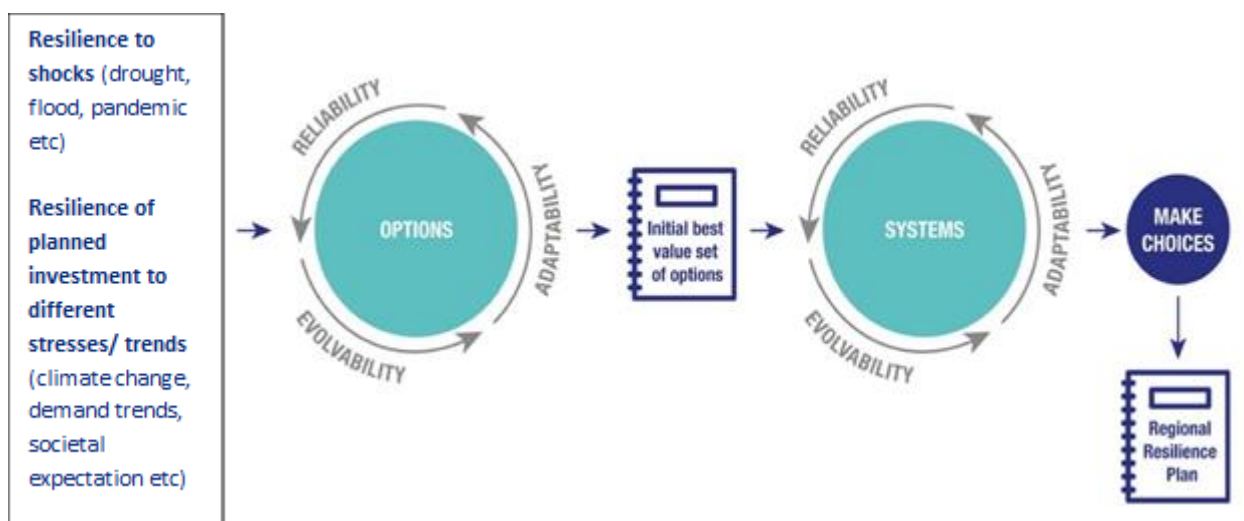 Resilience to
shocks (drought,
flood, pandemic
etc)
Resilience of
planned
investment to
different
stresses/ trends
(climate change,
demand trends,
societal
expectation etc)
RELIABILITY
ADAPTABILITY
EVOLVABILITY
OPTIONS
Initial best
value set
of options
RELIABILITY
ADAPTABILITY
EVOLVABILITY
SYSTEMS
MAKE
CHOICES
Regional
Resilience
Plan